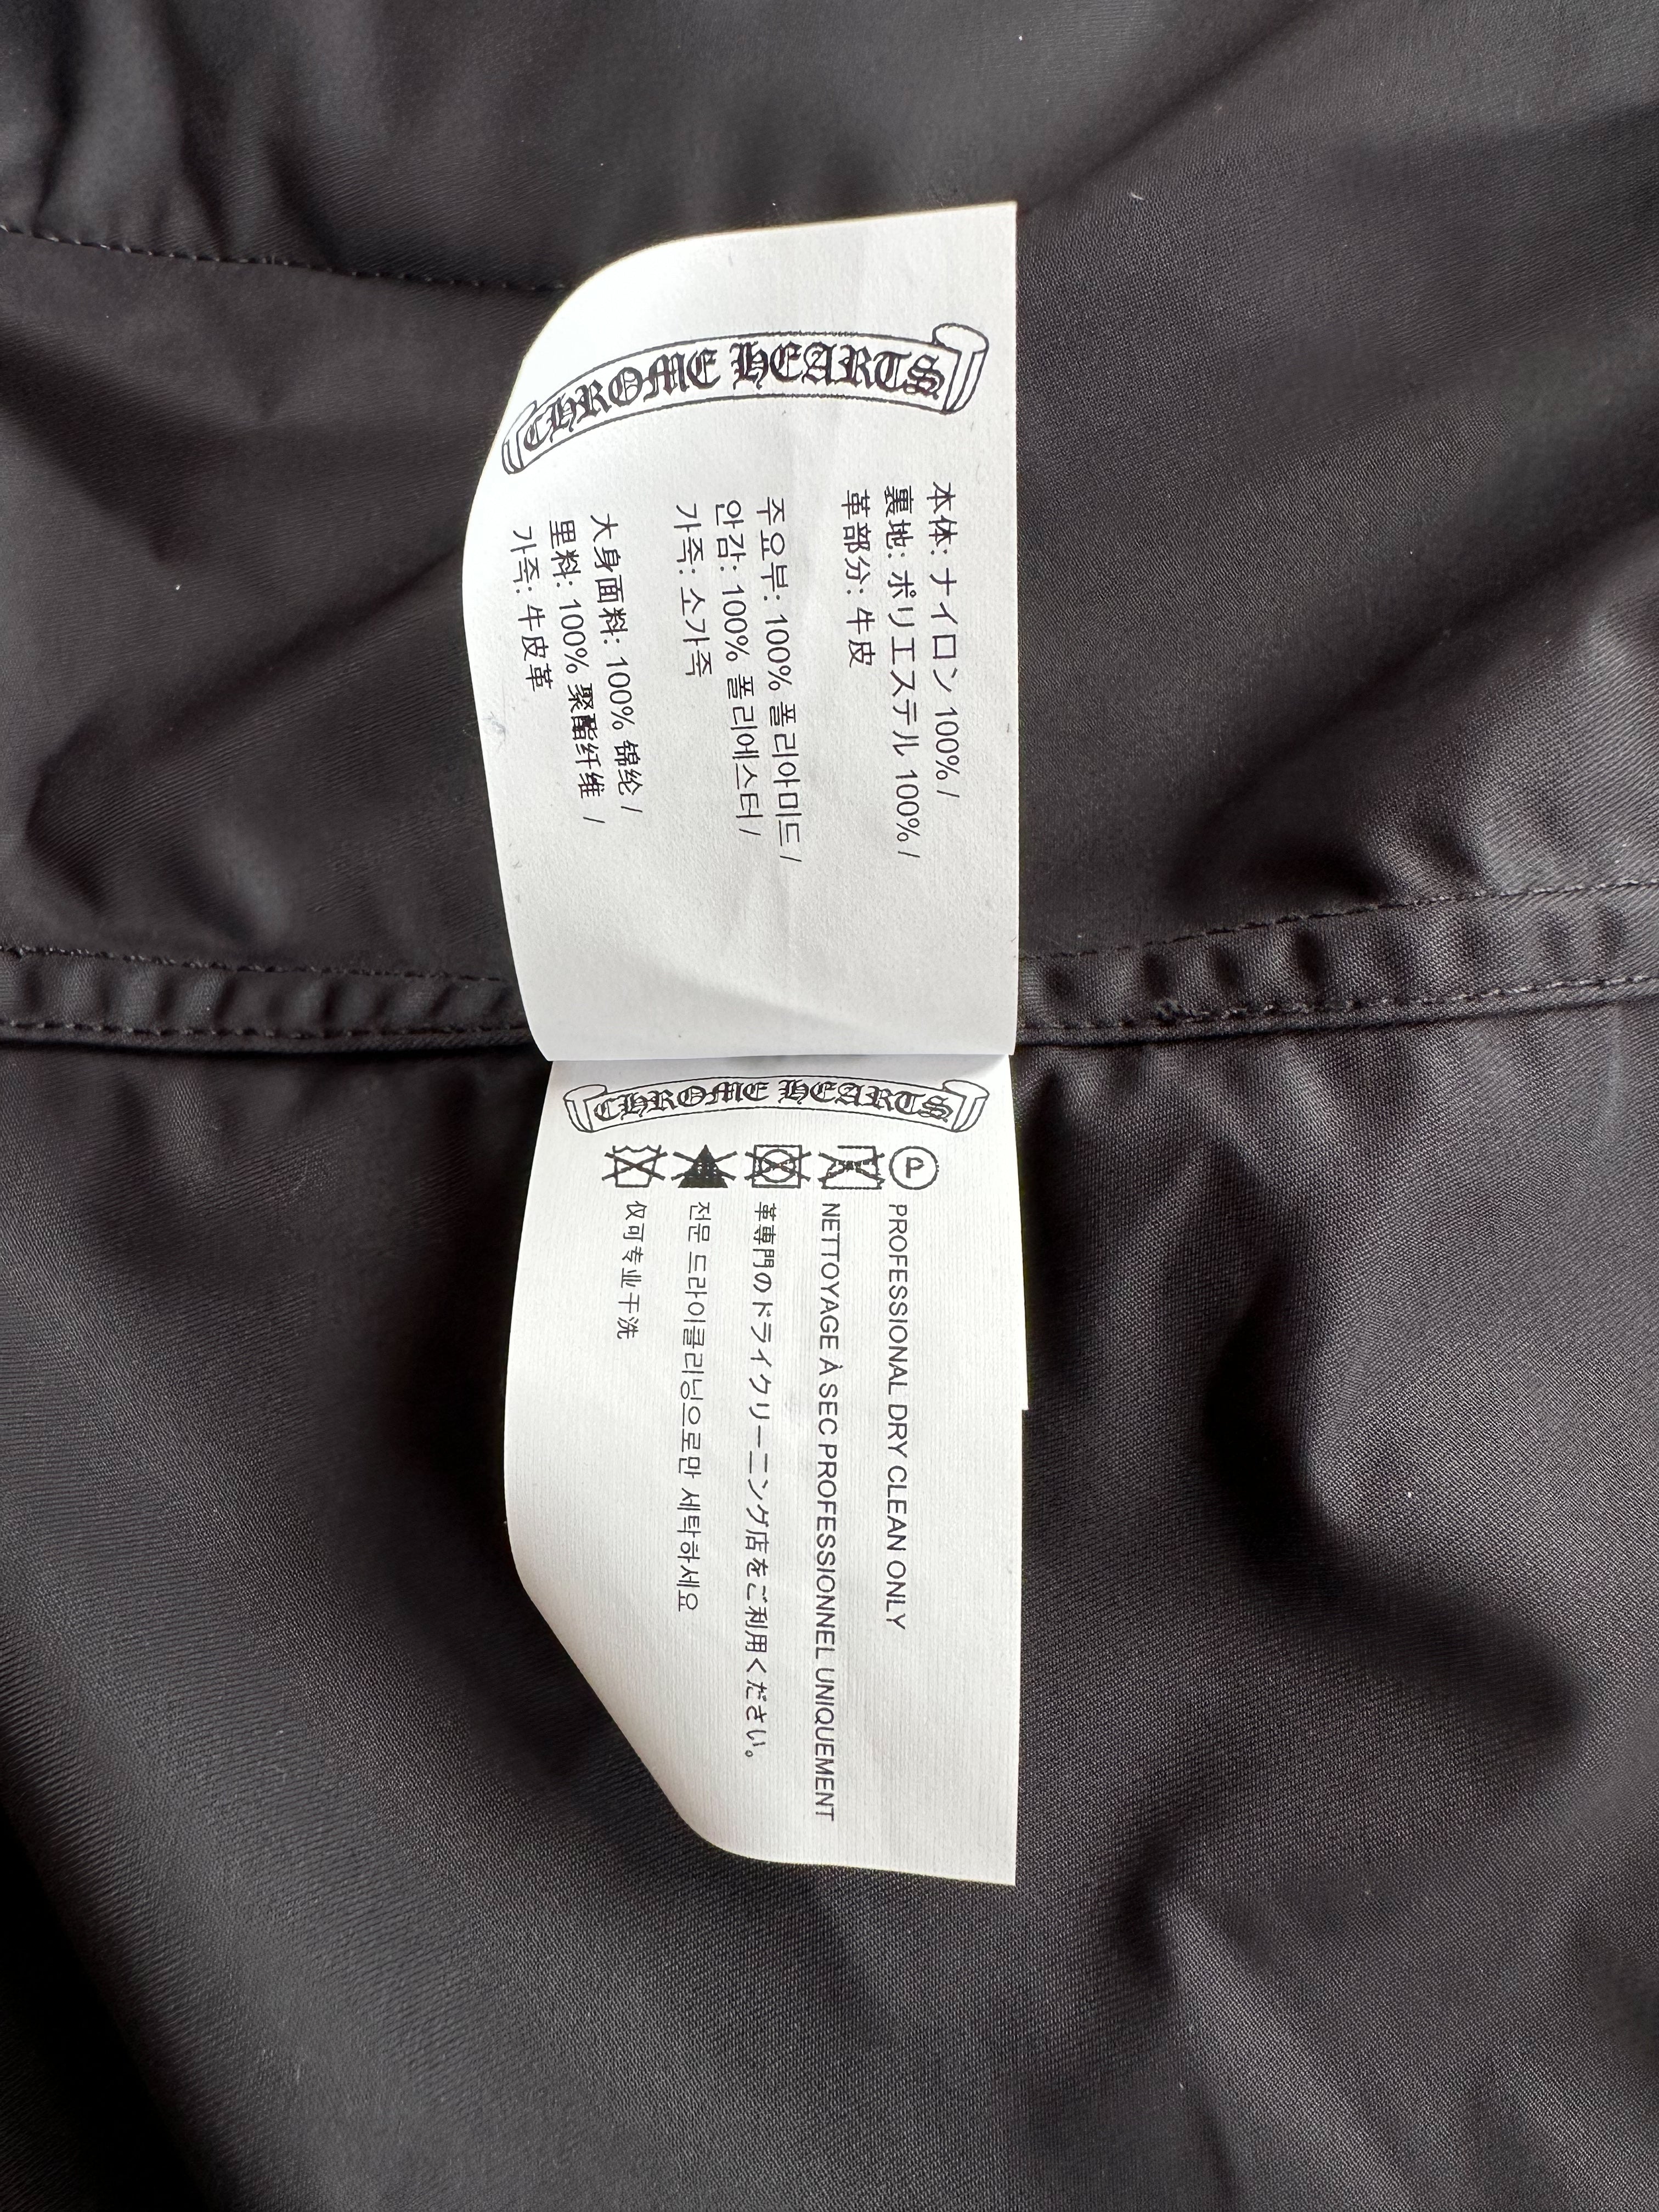 CHROME HEARTS
本体: ナイロン 100% /
裏地: ポリエステル 100% /
革部分: 牛皮
주요부: 100% 폴리아미드 /
안감: 100% 폴리에스터 /
가죽: 소가죽
大身面料: 100% 锦纶 /
里料: 100% 聚酯纤维 /
가죽: 牛皮革
CHROME HEARTS
P PROFESSIONAL DRY CLEAN ONLY
NETTOYAGE À SEC PROFESSIONNEL UNIQUEMENT
革専門のドライクリーニング店をご利用ください。
전문 드라이클리닝으로만 세탁하세요
仅可专业干洗